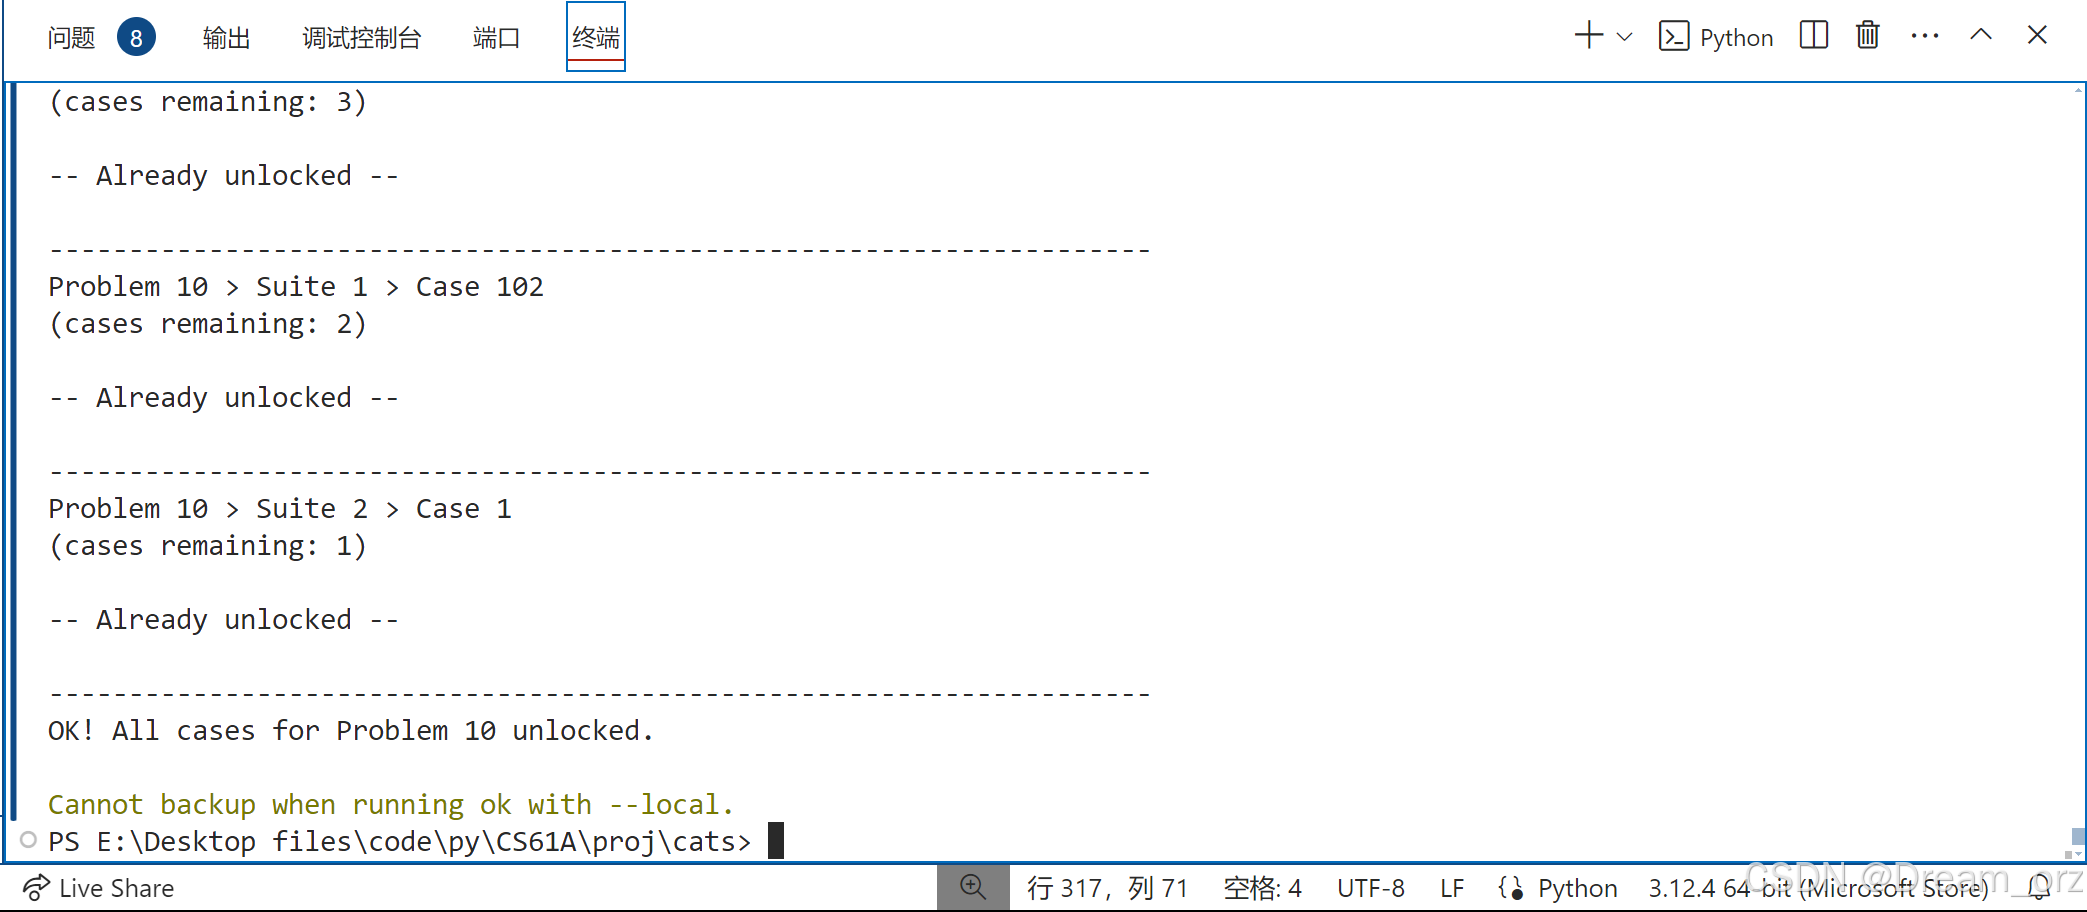 问题 8 输出 调试控制台 端口 终端 Python
(cases remaining: 3)
-- Already unlocked --
---------------------------------------------------------------------
Problem 10 > Suite 1 > Case 102
(cases remaining: 2)
-- Already unlocked --
---------------------------------------------------------------------
Problem 10 > Suite 2 > Case 1
(cases remaining: 1)
-- Already unlocked --
---------------------------------------------------------------------
OK! All cases for Problem 10 unlocked.
Cannot backup when running ok with --local.
PS E:\Desktop files\code\py\CS61A\proj\cats>
Live Share 行 317，列 71 空格: 4 UTF-8 LF Python 3.12.4 64-bit (Microsoft Store)
CSDN @Dream_orz